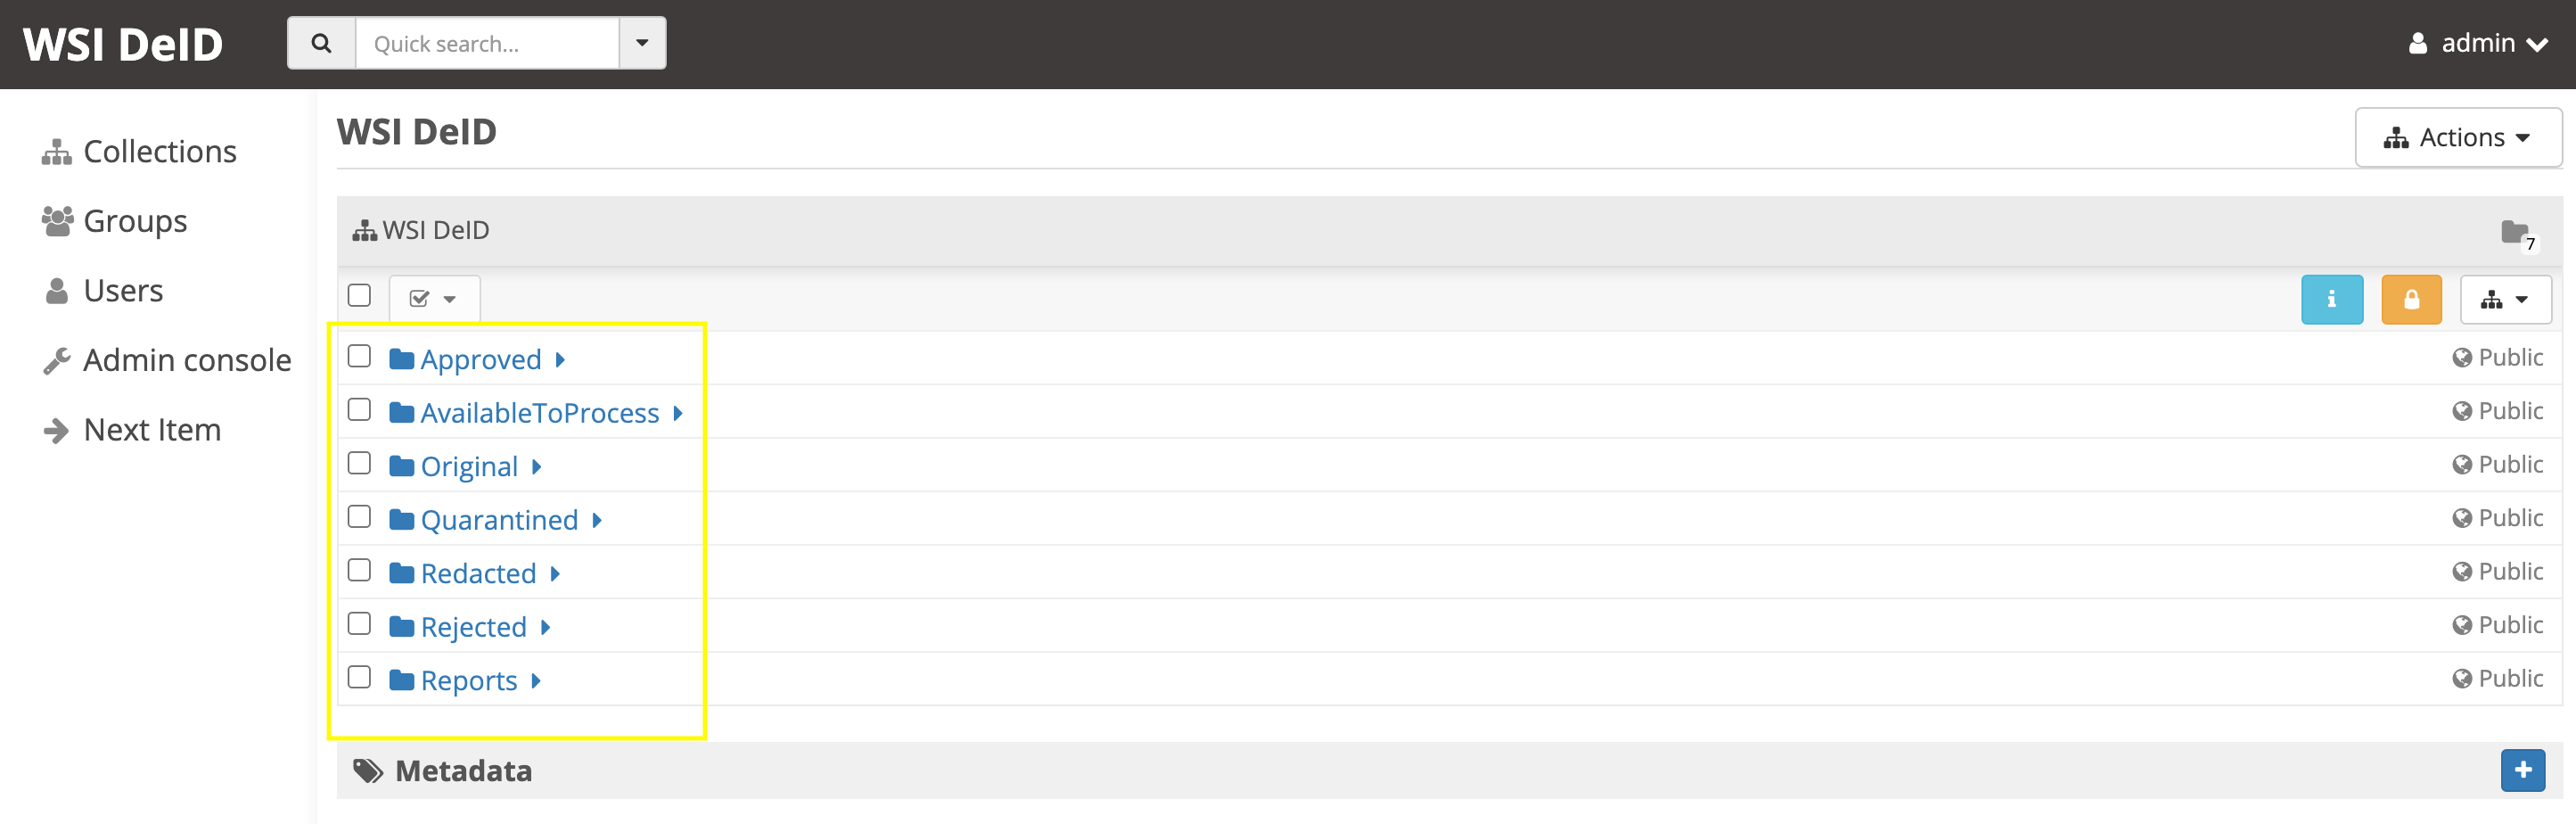 WSI DeID
Quick search...
admin
Collections
Groups
Users
Admin console
Next Item
WSI DeID
Actions
WSI DeID
7
Approved
Public
AvailableToProcess
Public
Original
Public
Quarantined
Public
Redacted
Public
Rejected
Public
Reports
Public
Metadata